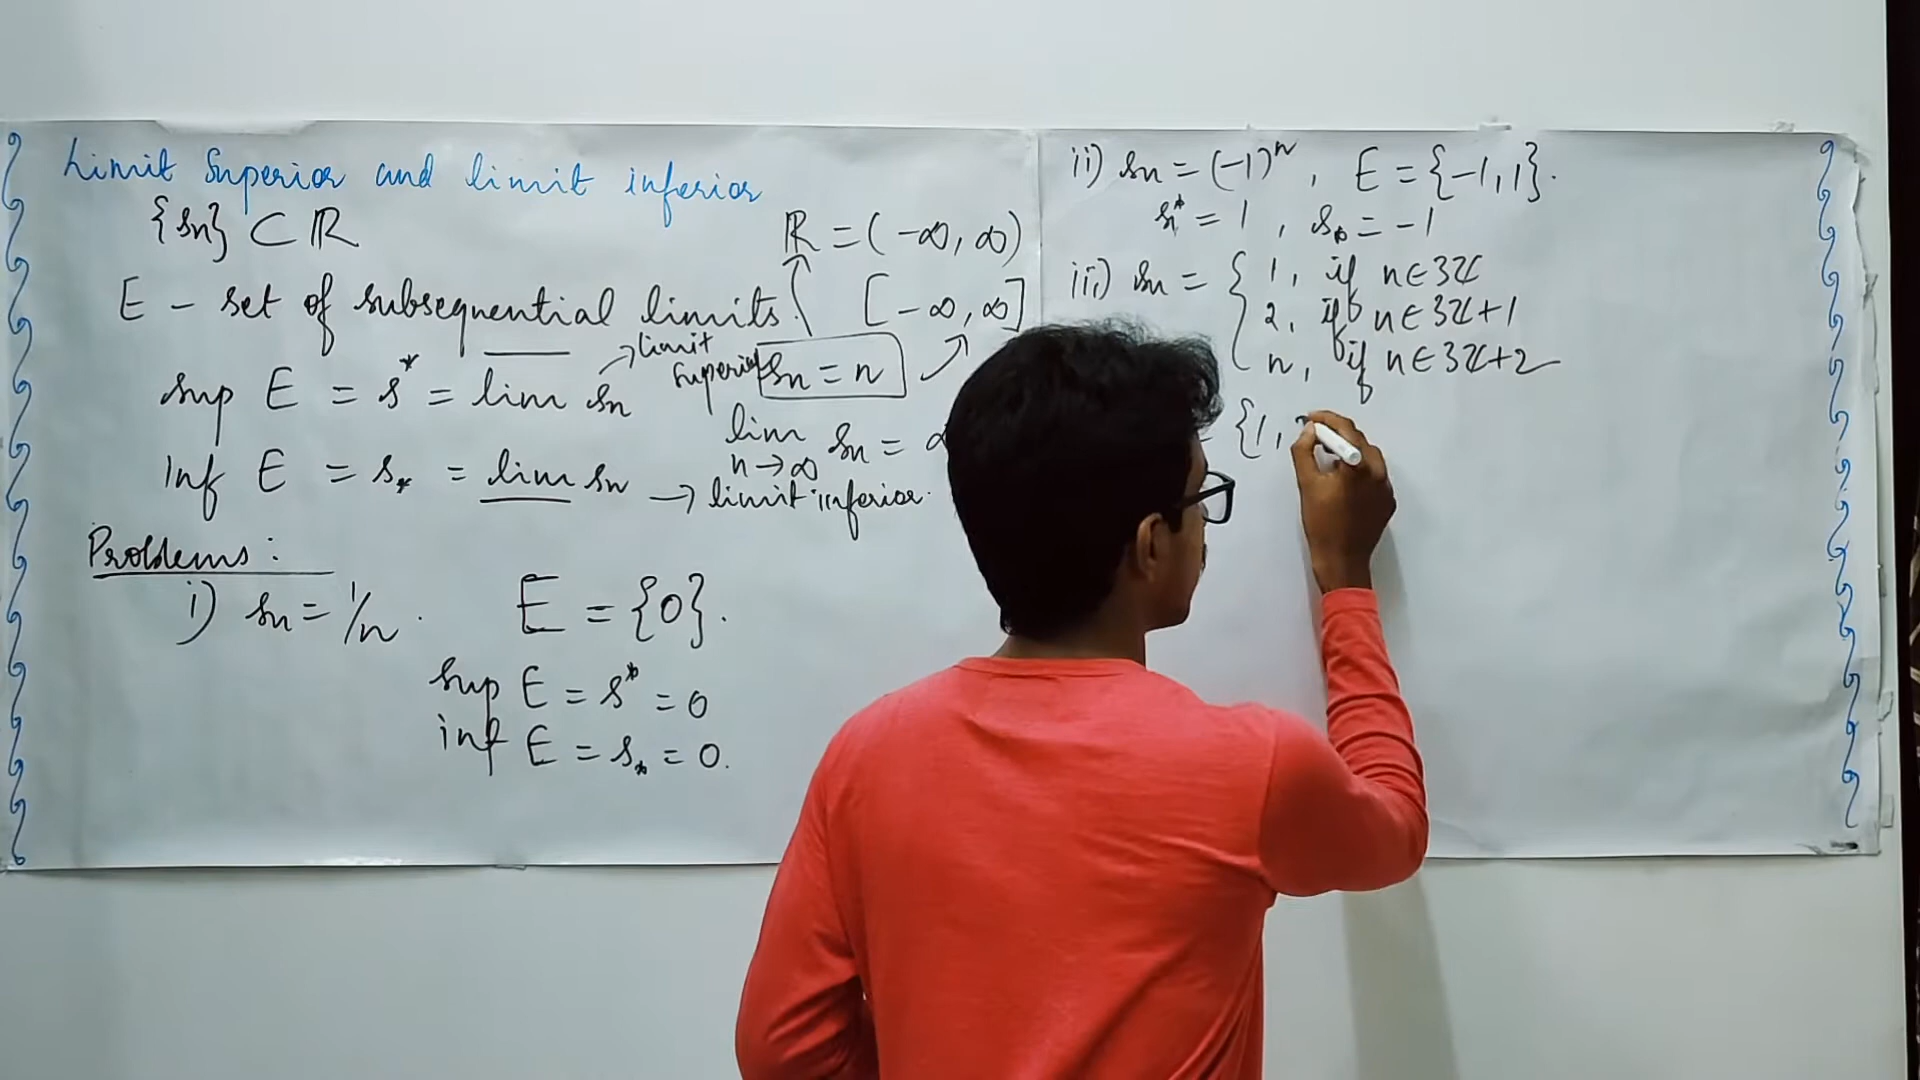 Limit Superior and limit inferior
{sn} ⊂ ℝ
ℝ = (-∞, ∞)
E - set of subsequential limits.
[-∞, ∞]
sup E = s* = l̅i̅m̅ sn → limit superior
sn = n
lim n→∞ sn =
inf E = s* = lim sn → limit inferior.
Problems:
i) sn = 1/n. E = {0}.
sup E = s* = 0
inf E = s* = 0.
ii) sn = (-1)ⁿ, E = {-1, 1}.
s* = 1, s* = -1
iii) sn = { 1, if n ∈ 3ℤ
2, if n ∈ 3ℤ+1
n, if n ∈ 3ℤ+2
= {1,